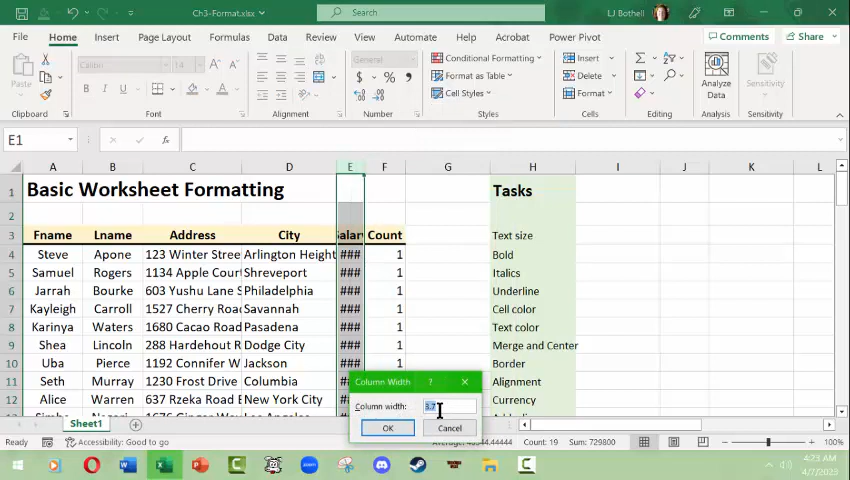 Ch3-Format.xlsx
Search
LJ Bothell
File Home Insert Page Layout Formulas Data Review View Automate Help Acrobat Power Pivot Comments Share
Paste Calibri 14 General Conditional Formatting Insert Analyze Data Sensitivity
B I U Format as Table Delete
Cell Styles Format
Clipboard Font Alignment Number Styles Cells Editing Analysis Sensitivity
E1 fx
A B C D E F G H I J K L
1 Basic Worksheet Formatting Tasks
2
3 Fname Lname Address City Salary Count Text size
4 Steve Apone 123 Winter Stree Arlington Height ### 1 Bold
5 Samuel Rogers 1134 Apple Cour Shreveport ### 1 Italics
6 Jarrah Bourke 603 Yushu Lane S Philadelphia ### 1 Underline
7 Kayleigh Carroll 1527 Cherry Road Savannah ### 1 Cell color
8 Karinya Waters 1680 Cacao Road Pasadena ### 1 Text color
9 Shea Lincoln 288 Hardehout R Dodge City ### 1 Merge and Center
10 Uba Pierce 1192 Connifer W Jackson ### 1 Border
11 Seth Murray 1230 Frost Drive Columbia Alignment
12 Alice Warren 637 Rzeka Road E New York City Currency
Column Width ?
Column width: 3.7
OK Cancel
Sheet1
Ready Accessibility: Good to go Count: 19 Sum: 729800 100%
4:23 AM
4/7/2023